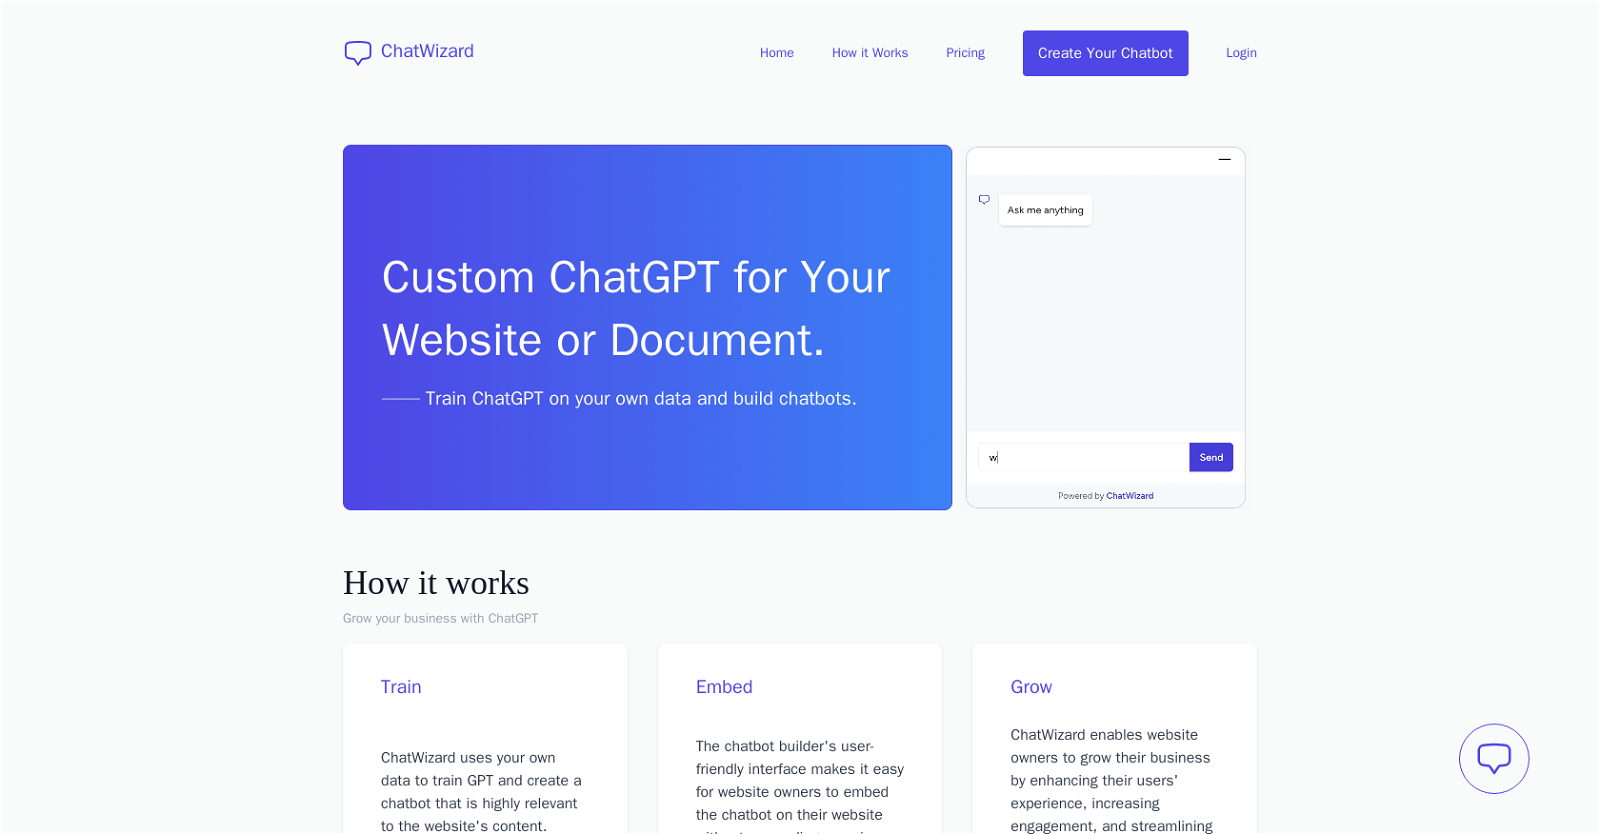 ChatWizard
Home
How it Works
Pricing
Create Your Chatbot
Login
Custom ChatGPT for Your
Website or Document.
Train ChatGPT on your own data and build chatbots.
Ask me anything
w
Send
Powered by ChatWizard
How it works
Grow your business with ChatGPT
Train
ChatWizard uses your own
data to train GPT and create a
chatbot that is highly relevant
to the website's content.
Embed
The chatbot builder's user-
friendly interface makes it easy
for website owners to embed
the chatbot on their website
Grow
ChatWizard enables website
owners to grow their business
by enhancing their users'
experience, increasing
engagement, and streamlining